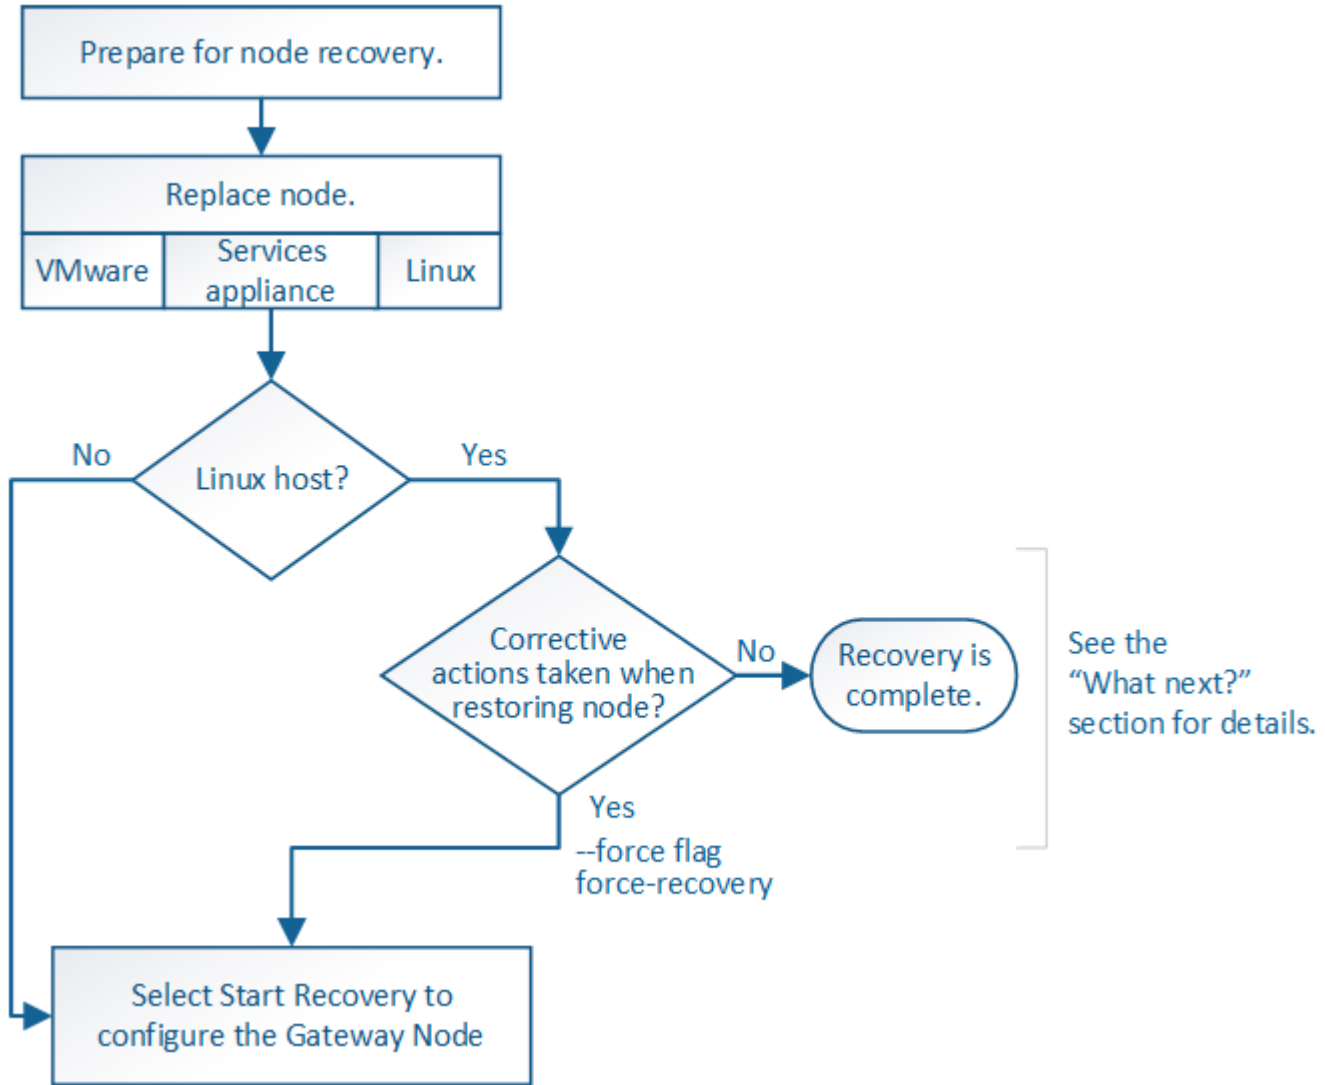 Prepare for node recovery.
Replace node.
VMware
Services
appliance
Linux
Linux host?
No
Yes
Corrective
actions taken when
restoring node?
No
Recovery is
complete.
See the
“What next?”
section for details.
Yes
--force flag
force-recovery
Select Start Recovery to
configure the Gateway Node